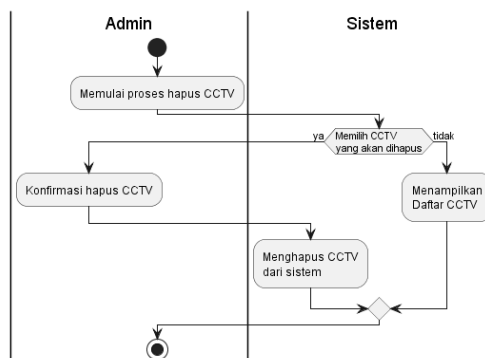 Admin
Sistem
Memulai proses hapus CCTV
ya
Memilih CCTV
yang akan dihapus
tidak
Konfirmasi hapus CCTV
Menampilkan
Daftar CCTV
Menghapus CCTV
dari sistem